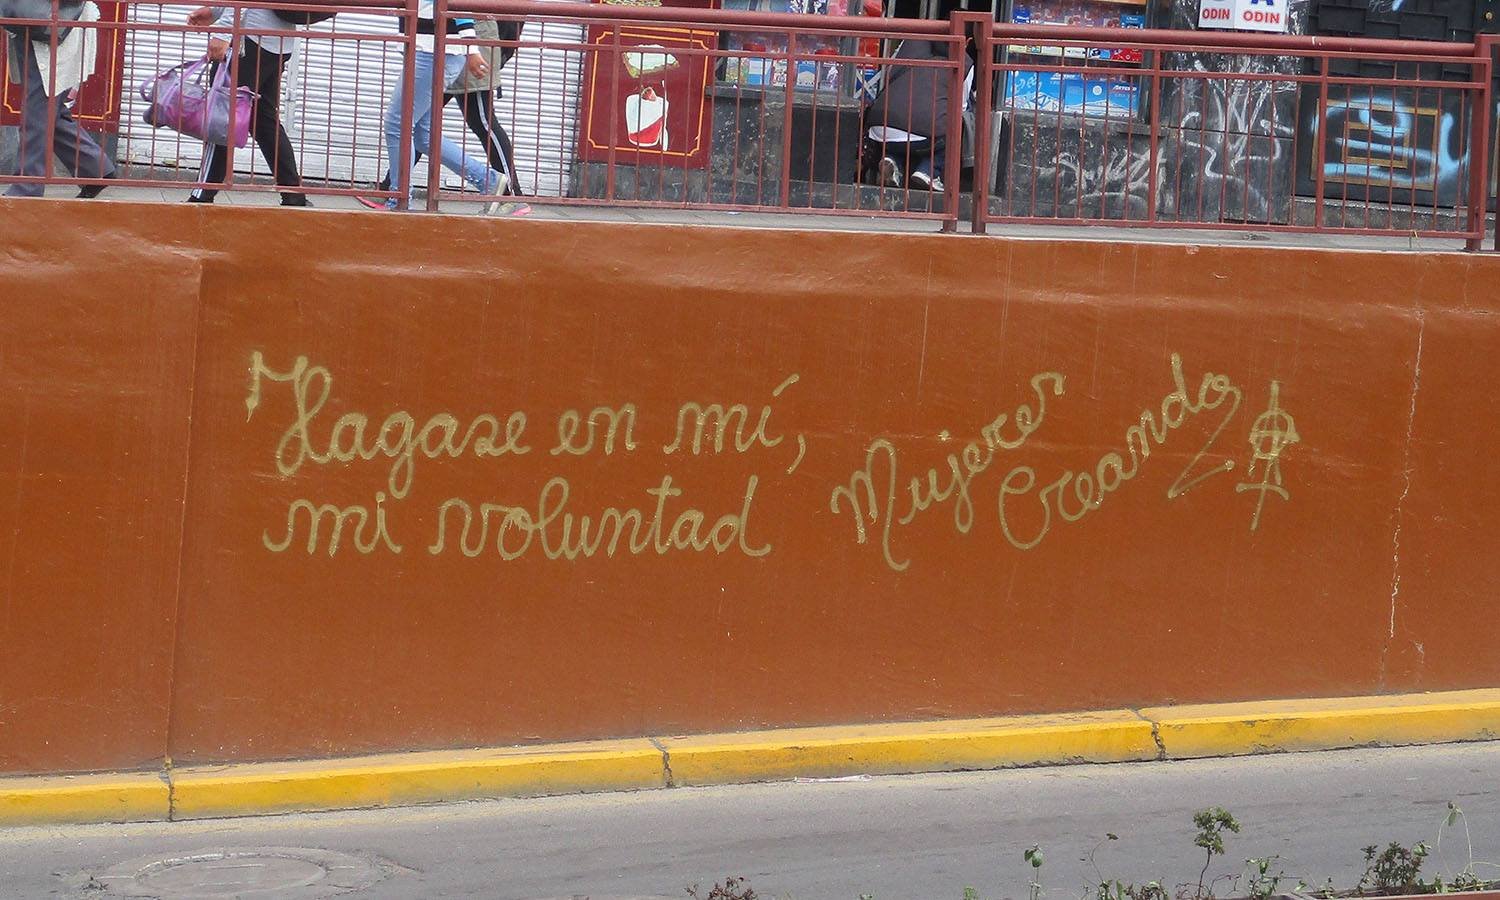 ODIN
ODIN
Hagase en mí,
mi voluntad
Mujeres
Creando